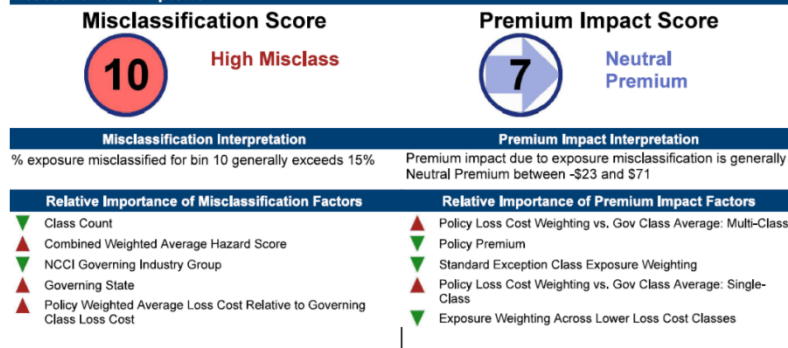 Misclassification Score
Premium Impact Score
10
High Misclass
7
Neutral
Premium
Misclassification Interpretation
Premium Impact Interpretation
% exposure misclassified for bin 10 generally exceeds 15%
Premium impact due to exposure misclassification is generally
Neutral Premium between -$23 and $71
Relative Importance of Misclassification Factors
Class Count
Combined Weighted Average Hazard Score
NCCI Governing Industry Group
Governing State
Policy Weighted Average Loss Cost Relative to Governing
Class Loss Cost
Relative Importance of Premium Impact Factors
Policy Loss Cost Weighting vs. Gov Class Average: Multi-Class
Policy Premium
Standard Exception Class Exposure Weighting
Policy Loss Cost Weighting vs. Gov Class Average: Single-
Class
Exposure Weighting Across Lower Loss Cost Classes